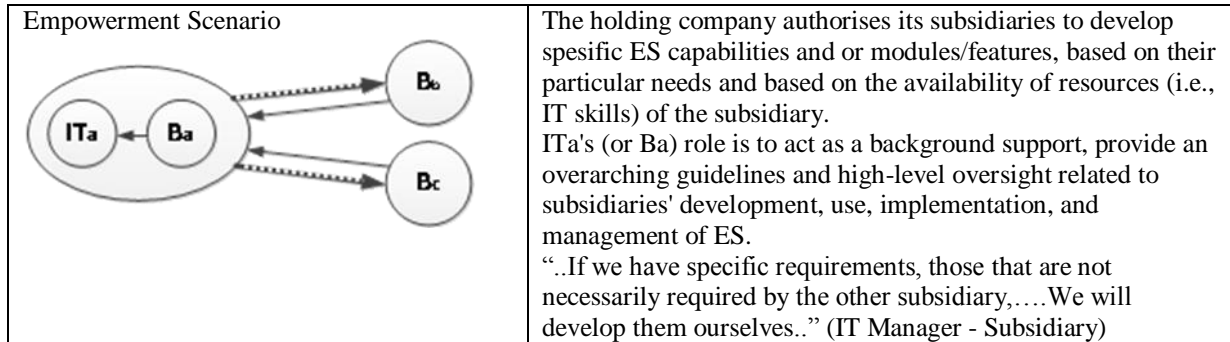 Empowerment Scenario
ITa
Ba
Bb
Bc
The holding company authorises its subsidiaries to develop
spesific ES capabilities and or modules/features, based on their
particular needs and based on the availability of resources (i.e.,
IT skills) of the subsidiary.
ITa's (or Ba) role is to act as a background support, provide an
overarching guidelines and high-level oversight related to
subsidiaries' development, use, implementation, and
management of ES.
“..If we have specific requirements, those that are not
necessarily required by the other subsidiary,….We will
develop them ourselves..” (IT Manager - Subsidiary)